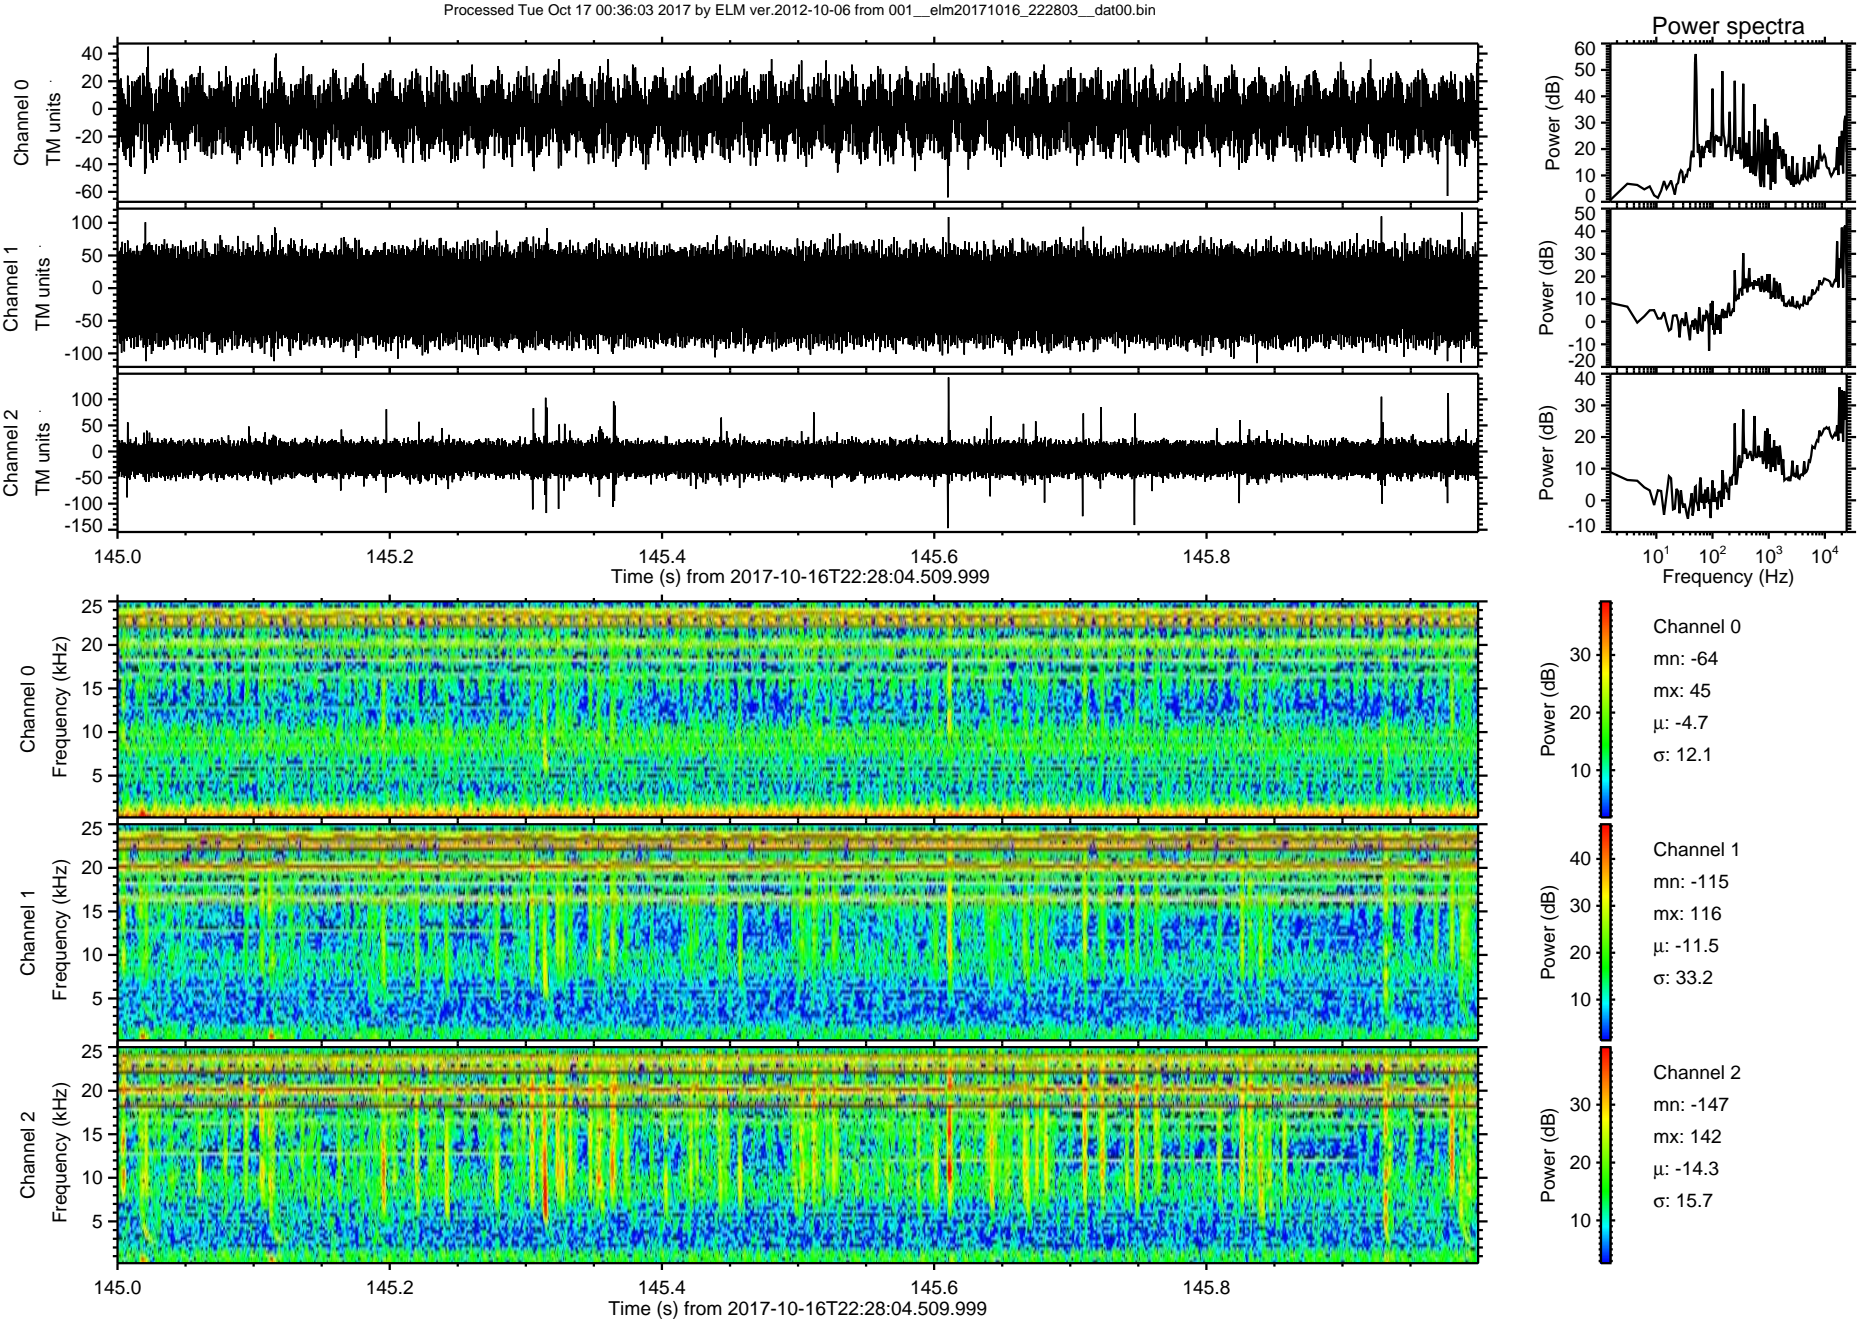 Processed Tue Oct 17 00:36:03 2017 by ELM ver.2012-10-06 from 001__elm20171016_222803__dat00.bin
Power spectra
Channel 0
TM units
40
20
0
-20
-40
-60
Power (dB)
60
50
40
30
20
10
0
Channel 1
TM units
100
50
0
-50
-100
Power (dB)
50
40
30
20
10
0
-10
-20
Channel 2
TM units
100
50
0
-50
-100
-150
Power (dB)
40
30
20
10
0
-10
145.0 145.2 145.4 145.6 145.8
Time (s) from 2017-10-16T22:28:04.509.999
10¹ 10² 10³ 10⁴
Frequency (Hz)
Channel 0
Frequency (kHz)
25
20
15
10
5
Power (dB)
30
20
10
Channel 0
mn: -64
mx: 45
μ: -4.7
σ: 12.1
Channel 1
Frequency (kHz)
25
20
15
10
5
Power (dB)
40
30
20
10
Channel 1
mn: -115
mx: 116
μ: -11.5
σ: 33.2
Channel 2
Frequency (kHz)
25
20
15
10
5
Power (dB)
30
20
10
Channel 2
mn: -147
mx: 142
μ: -14.3
σ: 15.7
145.0 145.2 145.4 145.6 145.8
Time (s) from 2017-10-16T22:28:04.509.999